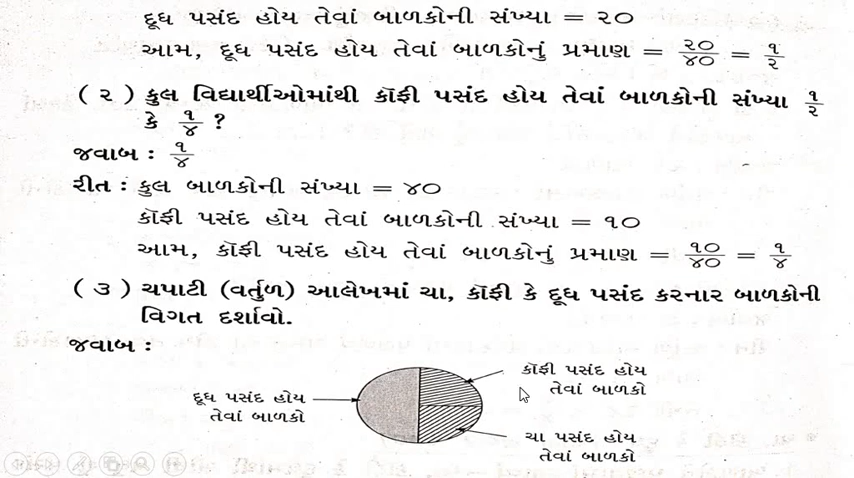 દૂધ પસંદ હોય તેવાં બાળકોની સંખ્યા = ૨૦
આમ, દૂધ પસંદ હોય તેવાં બાળકોનું પ્રમાણ = ૨૦/૪૦ = ૧/૨
( ૨ ) કુલ વિદ્યાર્થીઓમાંથી કૉફી પસંદ હોય તેવાં બાળકોની સંખ્યા ૧/૨
કે ૧/૪ ?
જવાબ : ૧/૪
રીત : કુલ બાળકોની સંખ્યા = ૪૦
કૉફી પસંદ હોય તેવાં બાળકોની સંખ્યા = ૧૦
આમ, કૉફી પસંદ હોય તેવાં બાળકોનું પ્રમાણ = ૧૦/૪૦ = ૧/૪
( ૩ ) ચપાટી (વર્તુળ) આલેખમાં ચા, કૉફી કે દૂધ પસંદ કરનાર બાળકોની
વિગત દર્શાવો.
જવાબ :
કૉફી પસંદ હોય
તેવાં બાળકો
દૂધ પસંદ હોય
તેવાં બાળકો
ચા પસંદ હોય
તેવાં બાળકો